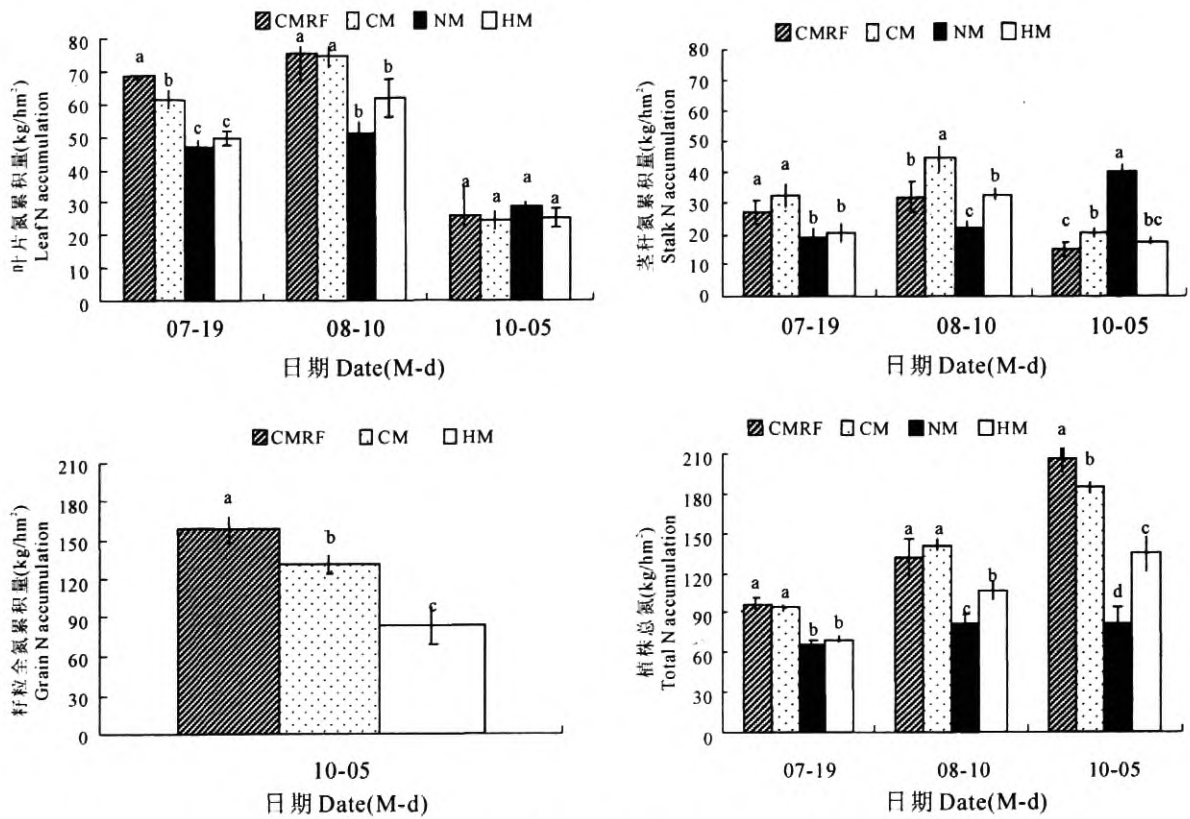 CMRF CM NM HM
叶片氮累积量(kg/hm²)
Leaf N accumulation
80
70
60
50
40
30
20
10
0
a
b
c
c
a
a
b
b
a
a
a
a
07-19 08-10 10-05
日期 Date(M-d)
CMRF CM NM HM
茎秆氮累积量(kg/hm²)
Stalk N accumulation
80
70
60
50
40
30
20
10
0
a
a
b
b
b
a
c
b
c
b
a
bc
07-19 08-10 10-05
日期 Date(M-d)
CMRF CM HM
籽粒全氮累积量(kg/hm²)
Grain N accumulation
210
180
150
120
90
60
30
0
a
b
c
10-05
日期 Date(M-d)
CMRF CM NM HM
植株总氮(kg/hm²)
Total N accumulation
210
180
150
120
90
60
30
0
a
a
b
b
a
a
c
b
a
b
d
c
07-19 08-10 10-05
日期 Date(M-d)